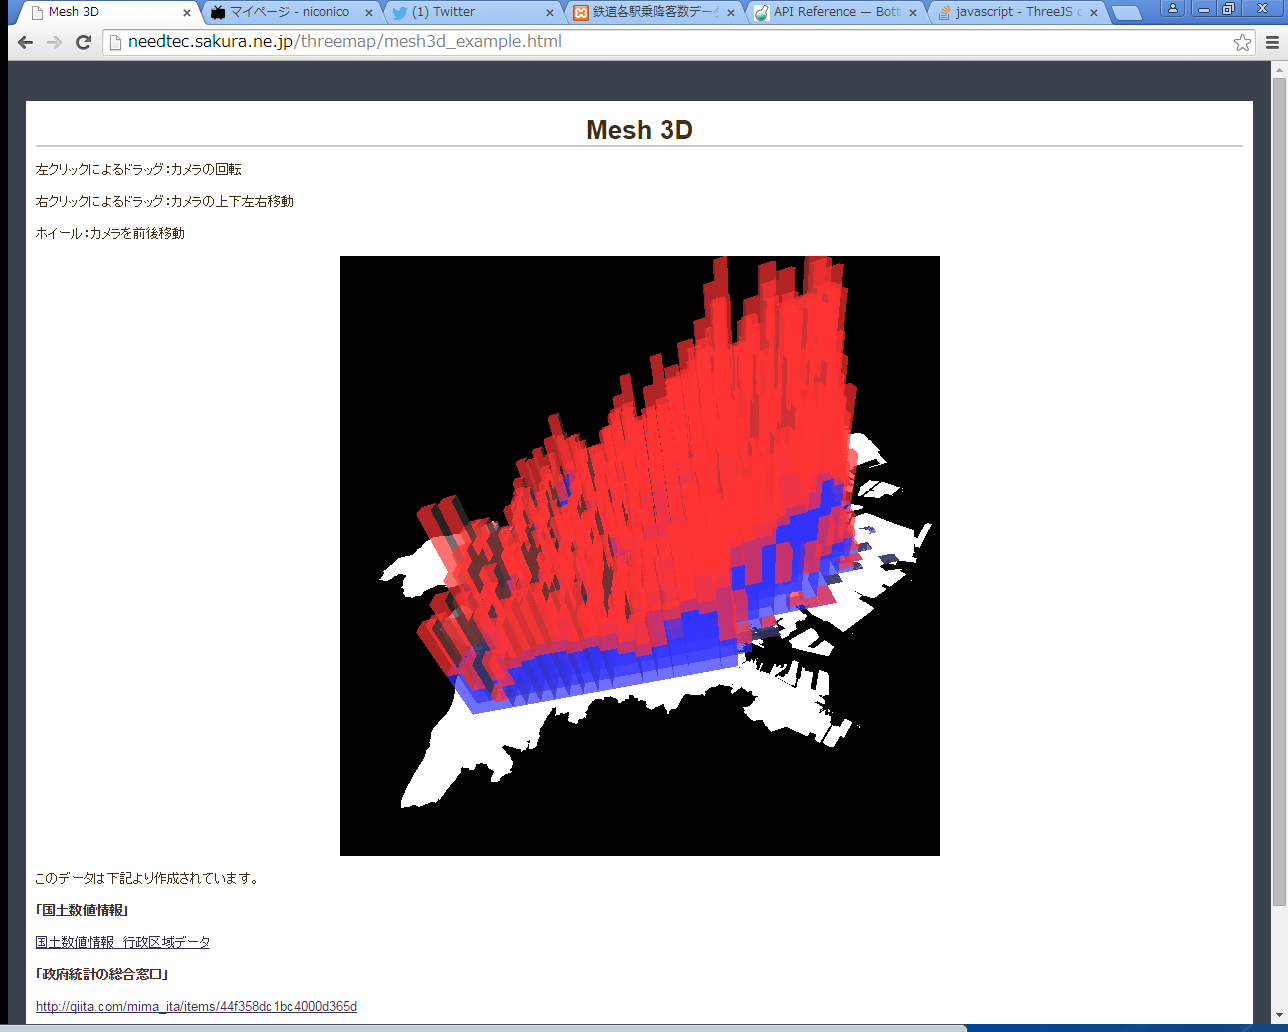 Mesh 3D
マイページ - niconico
(1) Twitter
鉄道各駅乗降客数データ
API Reference — Bott
javascript - ThreeJS c
needtec.sakura.ne.jp/threemap/mesh3d_example.html
Mesh 3D
左クリックによるドラッグ：カメラの回転
右クリックによるドラッグ：カメラの上下左右移動
ホイール：カメラを前後移動
このデータは下記より作成されています。
「国土数値情報」
国土数値情報　行政区域データ
「政府統計の総合窓口」
http://qiita.com/mima_ita/items/44f358dc1bc4000d365d